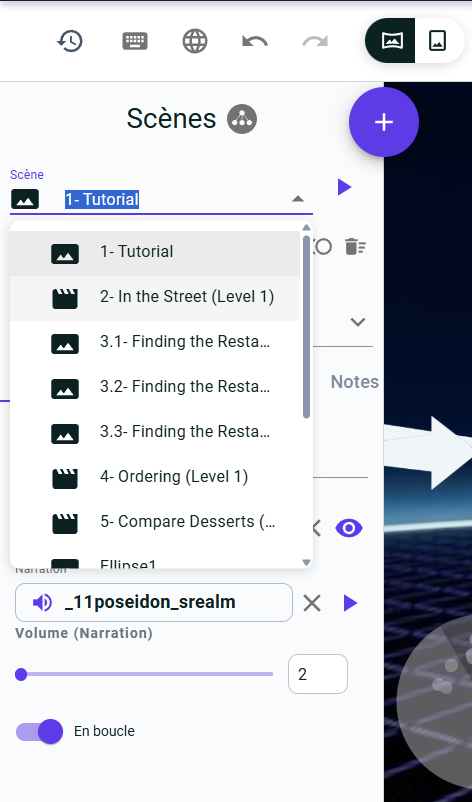 Scènes
Scène
1- Tutorial
1- Tutorial
2- In the Street (Level 1)
3.1- Finding the Resta...
3.2- Finding the Resta...
3.3- Finding the Resta...
Notes
4- Ordering (Level 1)
5- Compare Desserts (...
Ellipse1
Narration
_11poseidon_srealm
Volume (Narration)
2
En boucle